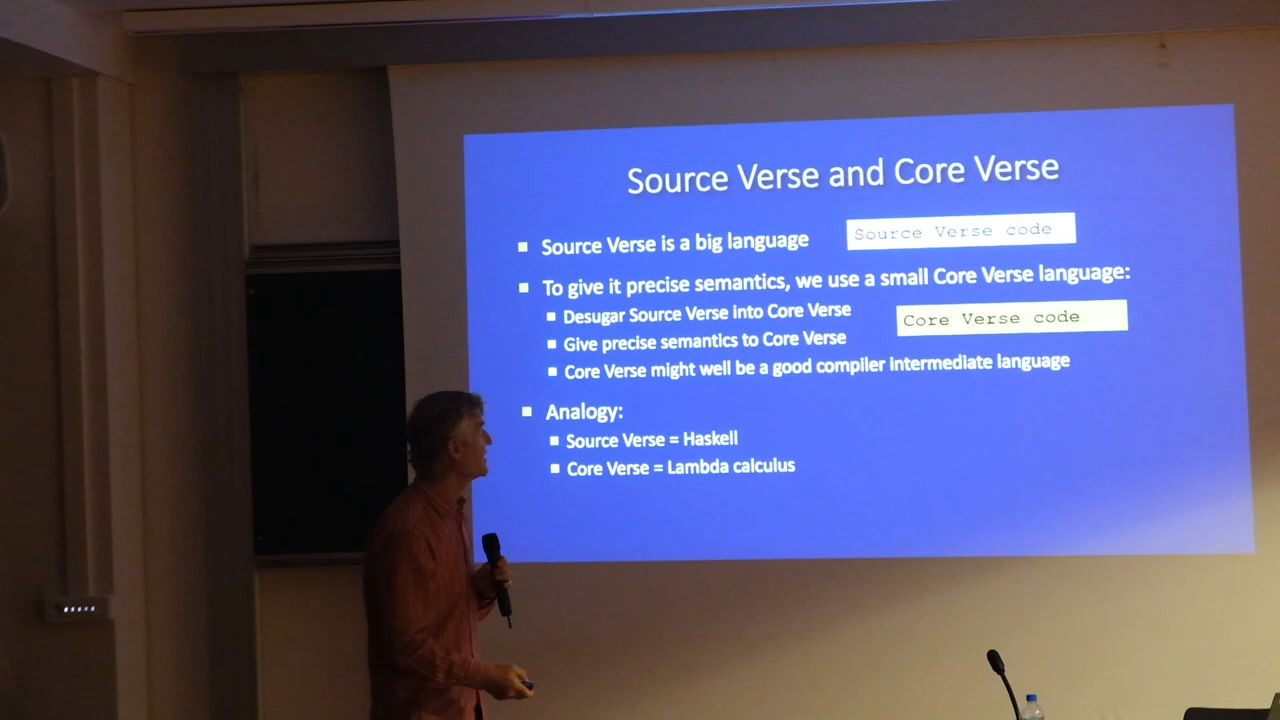 Source Verse and Core Verse
Source Verse is a big language
Source Verse code
To give it precise semantics, we use a small Core Verse language:
Desugar Source Verse into Core Verse
Core Verse code
Give precise semantics to Core Verse
Core Verse might well be a good compiler intermediate language
Analogy:
Source Verse = Haskell
Core Verse = Lambda calculus